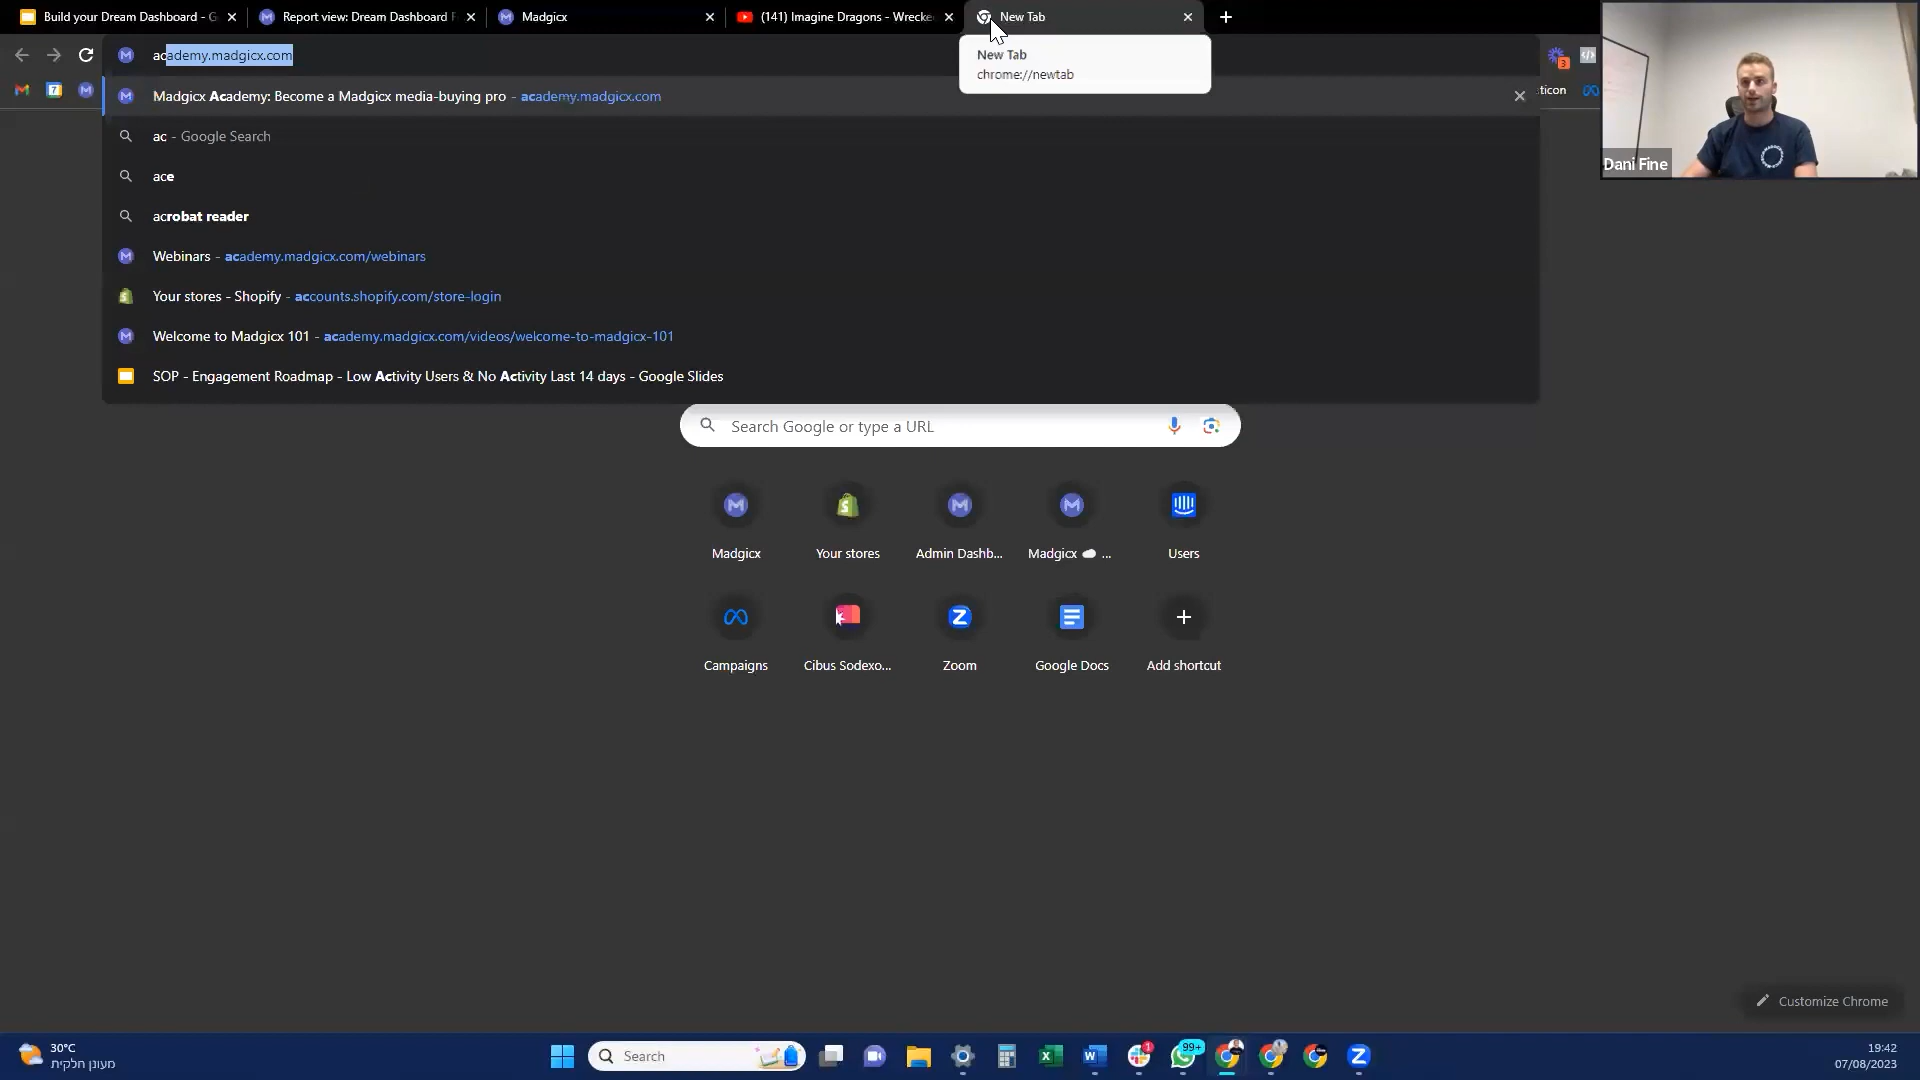 Build your Dream Dashboard - G
Report view: Dream Dashboard F
Madgicx
(141) Imagine Dragons - Wrecke
New Tab
academy.madgicx.com
New Tab
chrome://newtab
3
7
Madgicx Academy: Become a Madgicx media-buying pro - academy.madgicx.com
ticon
ac - Google Search
ace
acrobat reader
Dani Fine
Webinars - academy.madgicx.com/webinars
Your stores - Shopify - accounts.shopify.com/store-login
Welcome to Madgicx 101 - academy.madgicx.com/videos/welcome-to-madgicx-101
SOP - Engagement Roadmap - Low Activity Users & No Activity Last 14 days - Google Slides
Search Google or type a URL
Madgicx
Your stores
Admin Dashb...
Madgicx ...
Users
Campaigns
Cibus Sodexo...
Zoom
Google Docs
Add shortcut
Customize Chrome
30°C
מעונן חלקית
Search
1
99+
19:42
07/08/2023